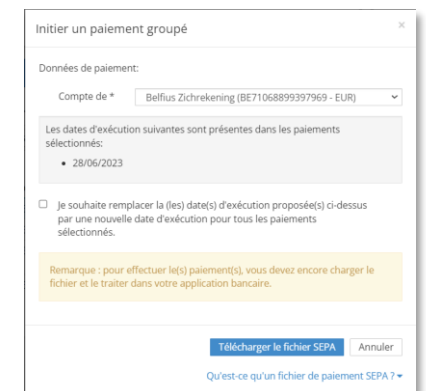 Initier un paiement groupé ×
Données de paiement:
Compte de * Belfius Zichrekening (BE71068899397969 - EUR)
Les dates d'exécution suivantes sont présentes dans les paiements
sélectionnés:
• 28/06/2023
Je souhaite remplacer la (les) date(s) d'exécution proposée(s) ci-dessus
par une nouvelle date d'exécution pour tous les paiements
sélectionnés.
Remarque : pour effectuer le(s) paiement(s), vous devez encore charger le
fichier et le traiter dans votre application bancaire.
Télécharger le fichier SEPA Annuler
Qu'est-ce qu'un fichier de paiement SEPA ?